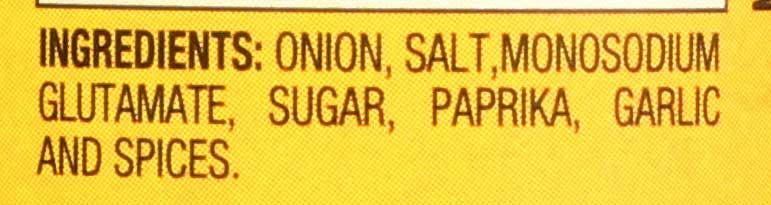 INGREDIENTS: ONION, SALT,MONOSODIUM
GLUTAMATE, SUGAR, PAPRIKA, GARLIC
AND SPICES.